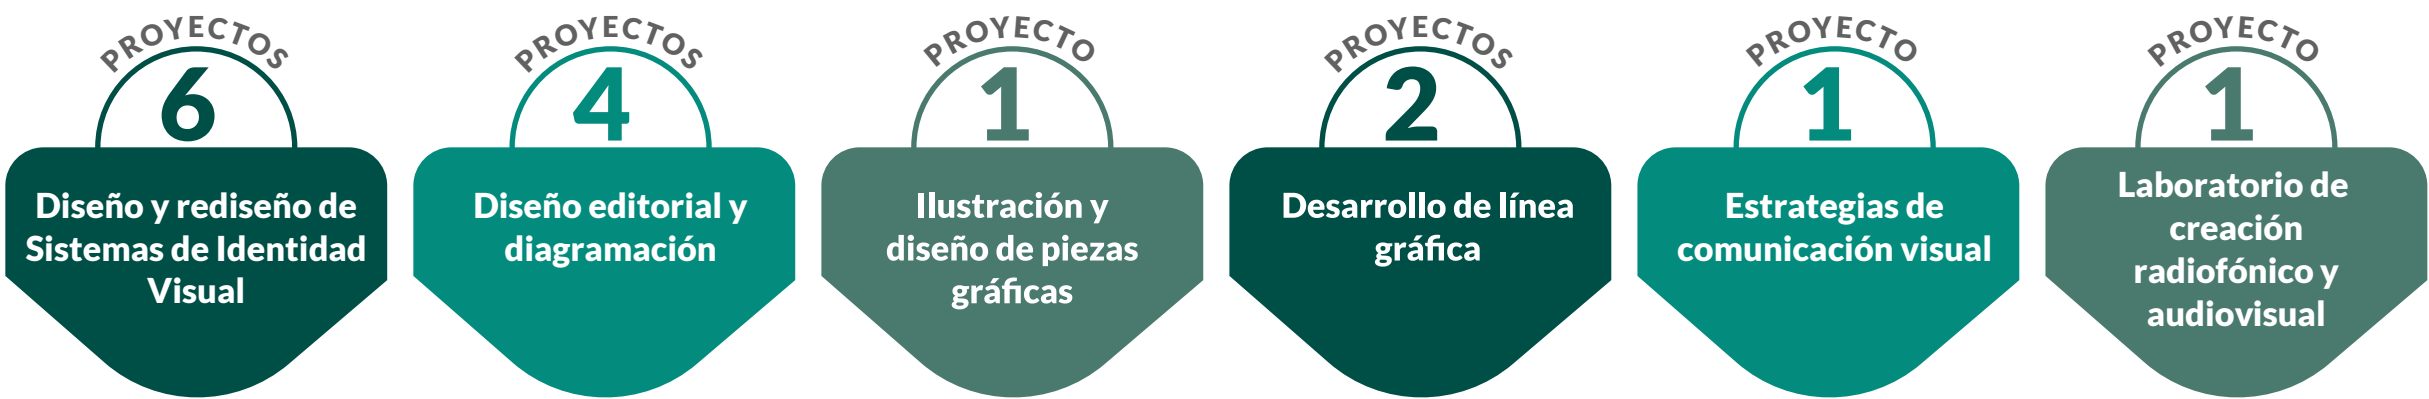 PROYECTOS
6
Diseño y rediseño de
Sistemas de Identidad
Visual
PROYECTOS
4
Diseño editorial y
diagramación
PROYECTO
1
Ilustración y
diseño de piezas
gráficas
PROYECTOS
2
Desarrollo de línea
gráfica
PROYECTO
1
Estrategias de
comunicación visual
PROYECTO
1
Laboratorio de
creación
radiofónico y
audiovisual